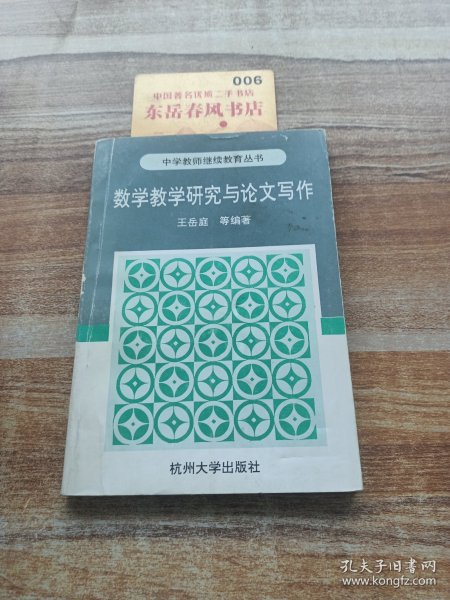 006
中国著名优质二手书店
东岳春风书店
中学教师继续教育丛书
数学教学研究与论文写作
王岳庭 等编著
杭州大学出版社
孔夫子旧书网
www.kongfz.com